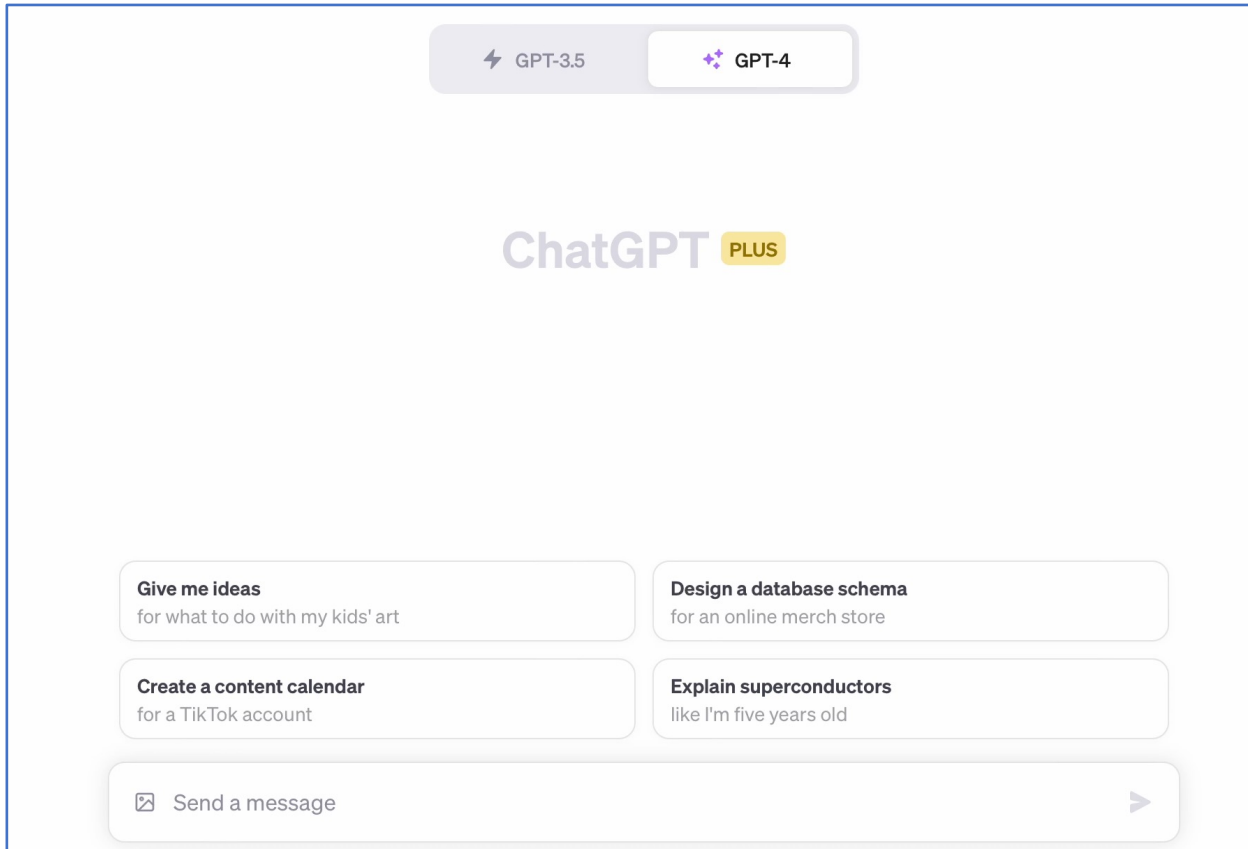 GPT-3.5
GPT-4
ChatGPT PLUS
Give me ideas
for what to do with my kids' art
Design a database schema
for an online merch store
Create a content calendar
for a TikTok account
Explain superconductors
like I'm five years old
Send a message